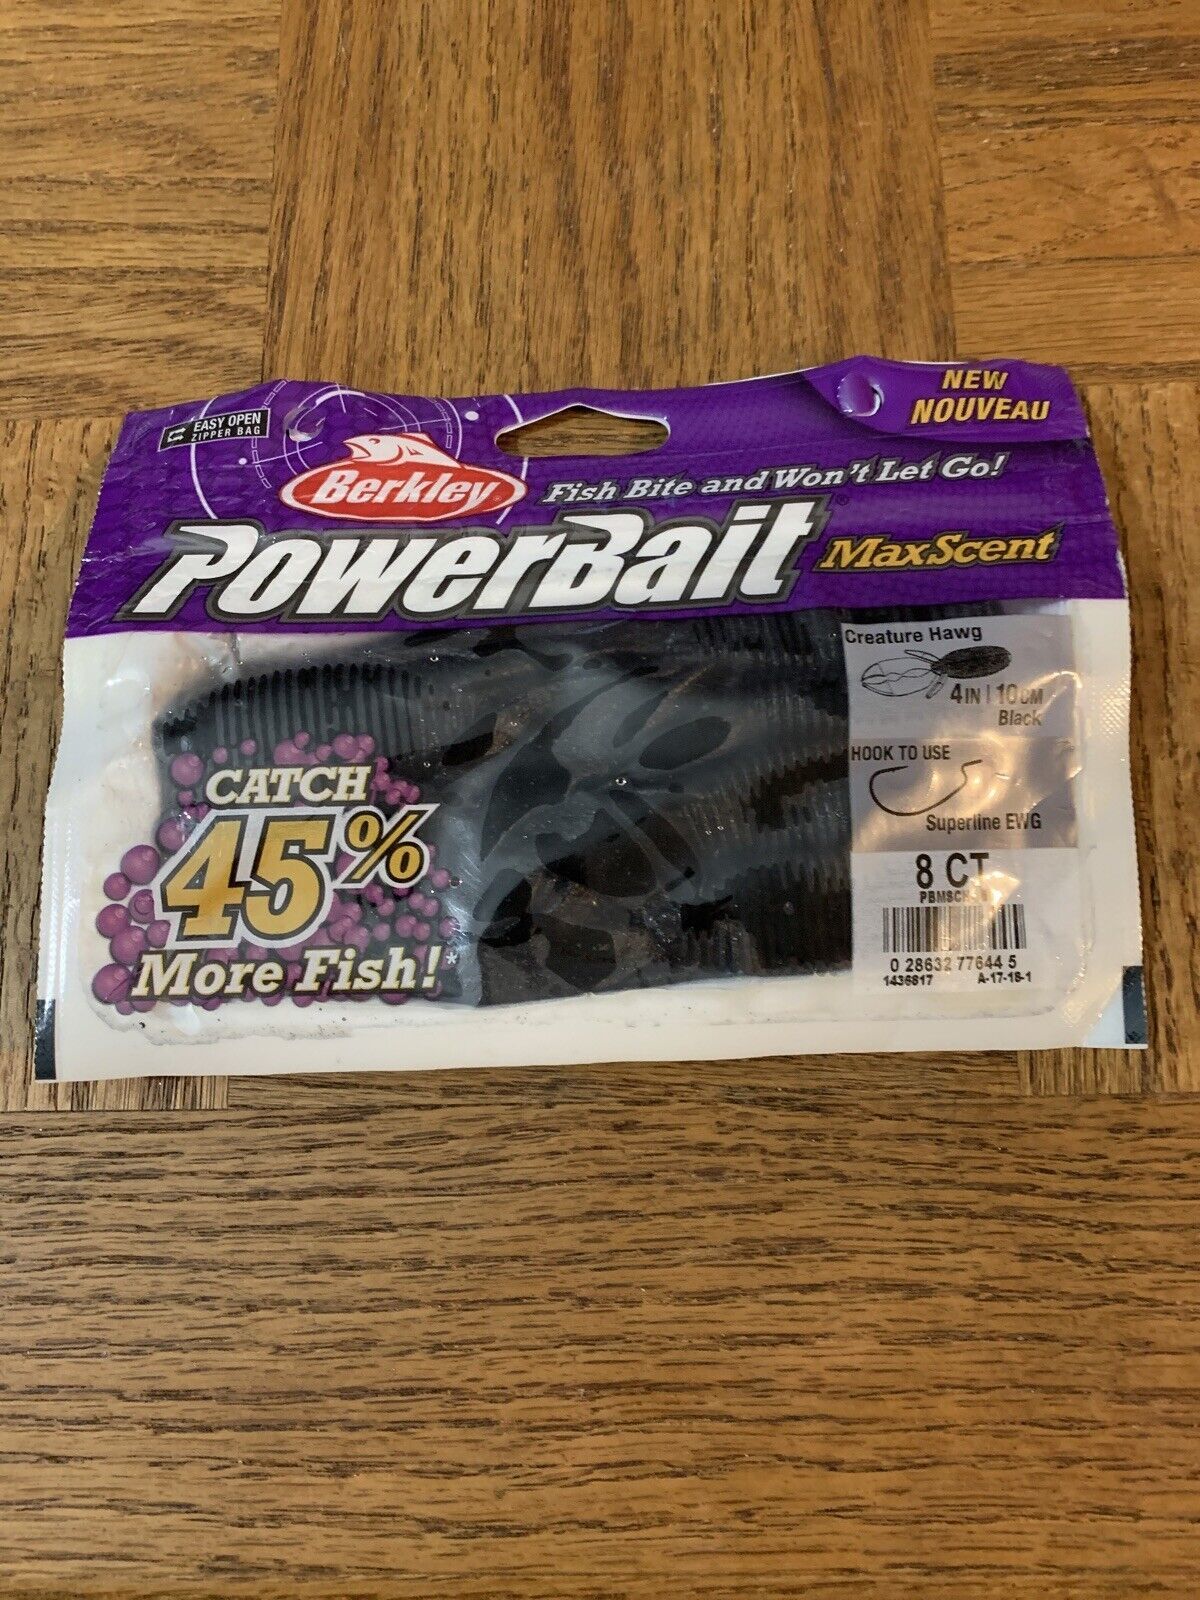 EASY OPEN
ZIPPER BAG
NEW
NOUVEAU
Berkley
Fish Bite and Won't Let Go!
PowerBait
MaxScent
Creature Hawg
4IN | 10CM
Black
HOOK TO USE
Superline EWG
CATCH
45%
More Fish!*
8 CT
0 28632 77644 5
1436817 A-17-18-1